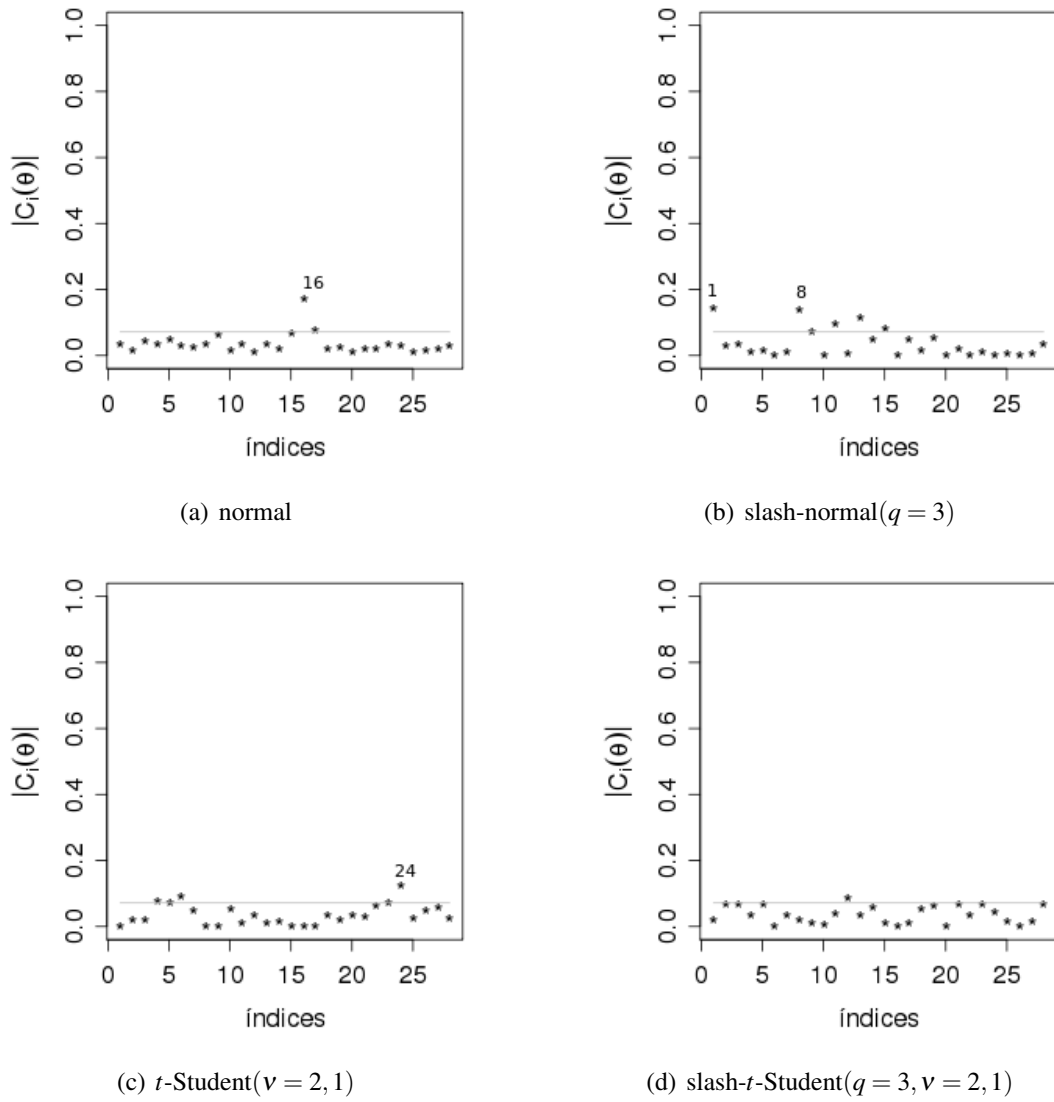 1.0
0.8
0.6
0.4
0.2
0.0
|C_i(θ)|
16
0 5 10 15 20 25
índices
(a) normal
1.0
0.8
0.6
0.4
0.2
0.0
|C_i(θ)|
1 8
0 5 10 15 20 25
índices
(b) slash-normal(q = 3)
1.0
0.8
0.6
0.4
0.2
0.0
|C_i(θ)|
24
0 5 10 15 20 25
índices
(c) t-Student(ν = 2,1)
1.0
0.8
0.6
0.4
0.2
0.0
|C_i(θ)|
0 5 10 15 20 25
índices
(d) slash-t-Student(q = 3, ν = 2,1)